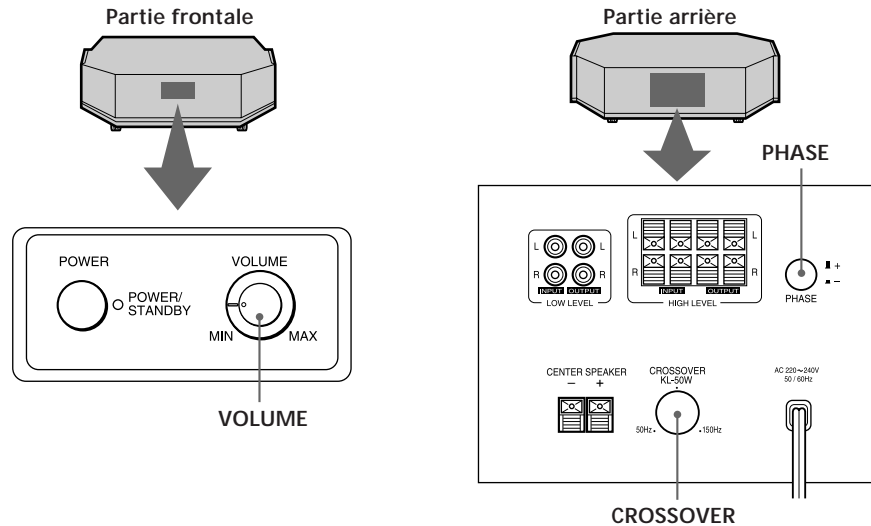 Partie frontale
POWER
VOLUME
POWER/
STANDBY
MIN
MAX
VOLUME
Partie arrière
PHASE
L L
R R
INPUT OUTPUT
LOW LEVEL
L L
R R
INPUT OUTPUT
HIGH LEVEL
+
−
PHASE
CENTER SPEAKER
− +
CROSSOVER
KL-50W
50Hz
150Hz
AC 220~240V
50 / 60Hz
CROSSOVER